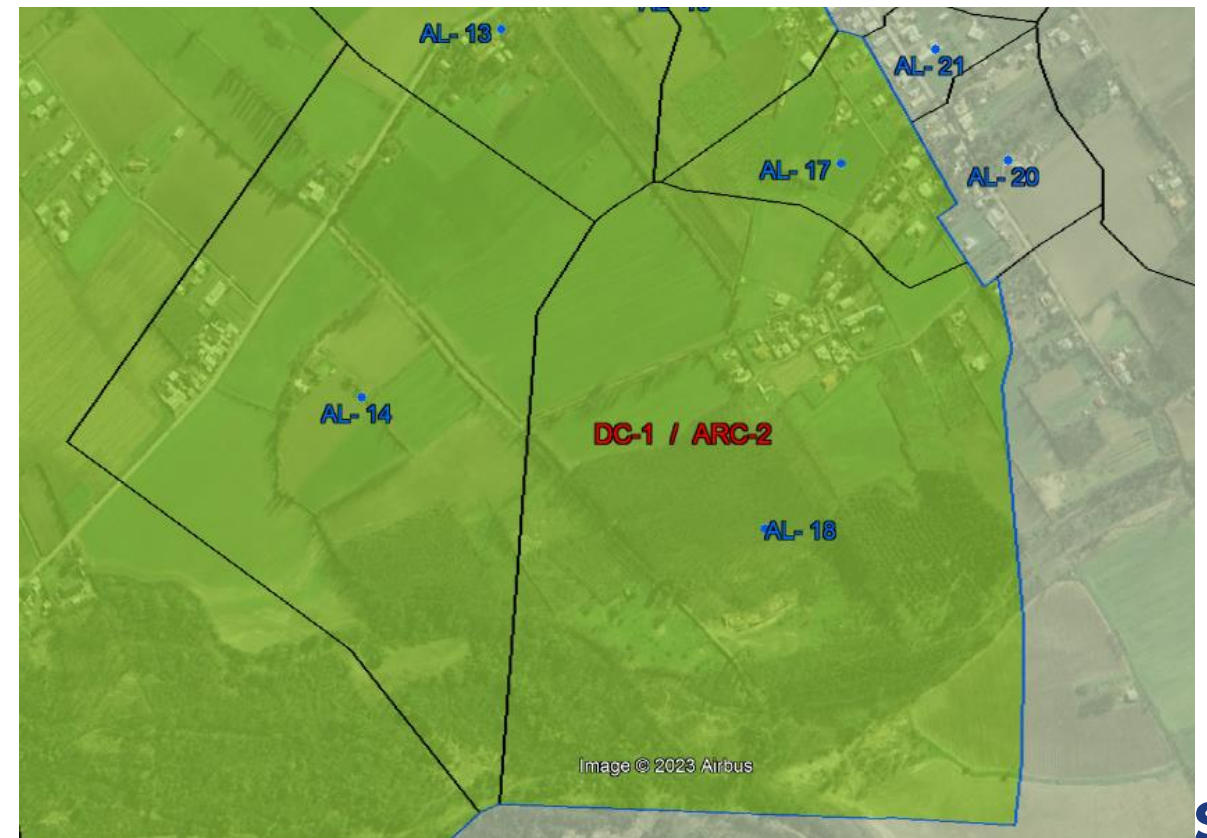 AL- 13
AL- 21
AL- 17
AL- 20
AL- 14
DC-1 / ARC-2
AL- 18
Image © 2023 Airbus